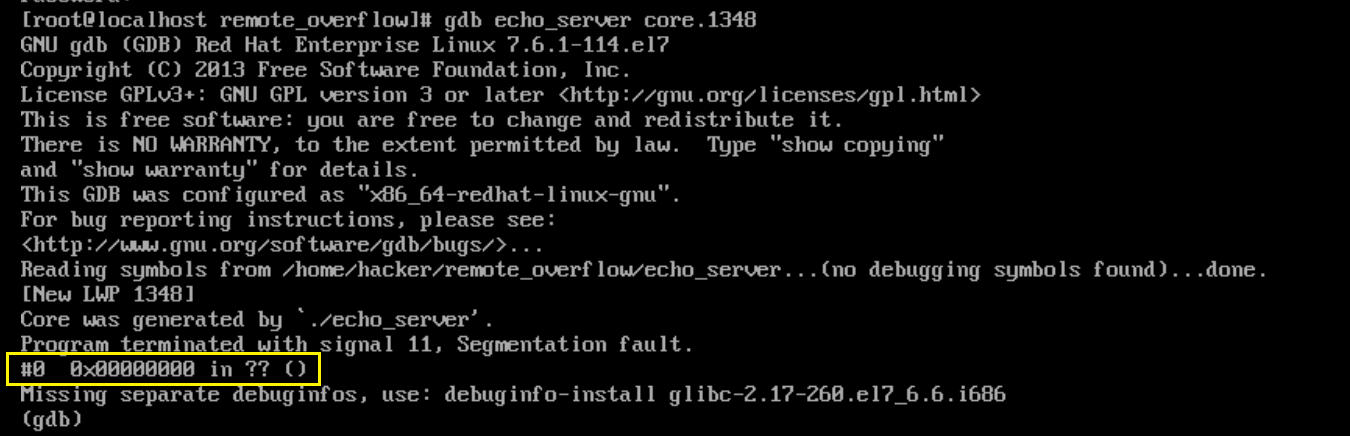 [root@localhost remote_overflow]# gdb echo_server core.1348
GNU gdb (GDB) Red Hat Enterprise Linux 7.6.1-114.el7
Copyright (C) 2013 Free Software Foundation, Inc.
License GPLv3+: GNU GPL version 3 or later <http://gnu.org/licenses/gpl.html>
This is free software: you are free to change and redistribute it.
There is NO WARRANTY, to the extent permitted by law.  Type "show copying"
and "show warranty" for details.
This GDB was configured as "x86_64-redhat-linux-gnu".
For bug reporting instructions, please see:
<http://www.gnu.org/software/gdb/bugs/>...
Reading symbols from /home/hacker/remote_overflow/echo_server...(no debugging symbols found)...done.
[New LWP 1348]
Core was generated by `./echo_server'.
Program terminated with signal 11, Segmentation fault.
#0  0x00000000 in ?? ()
Missing separate debuginfos, use: debuginfo-install glibc-2.17-260.el7_6.6.i686
(gdb)